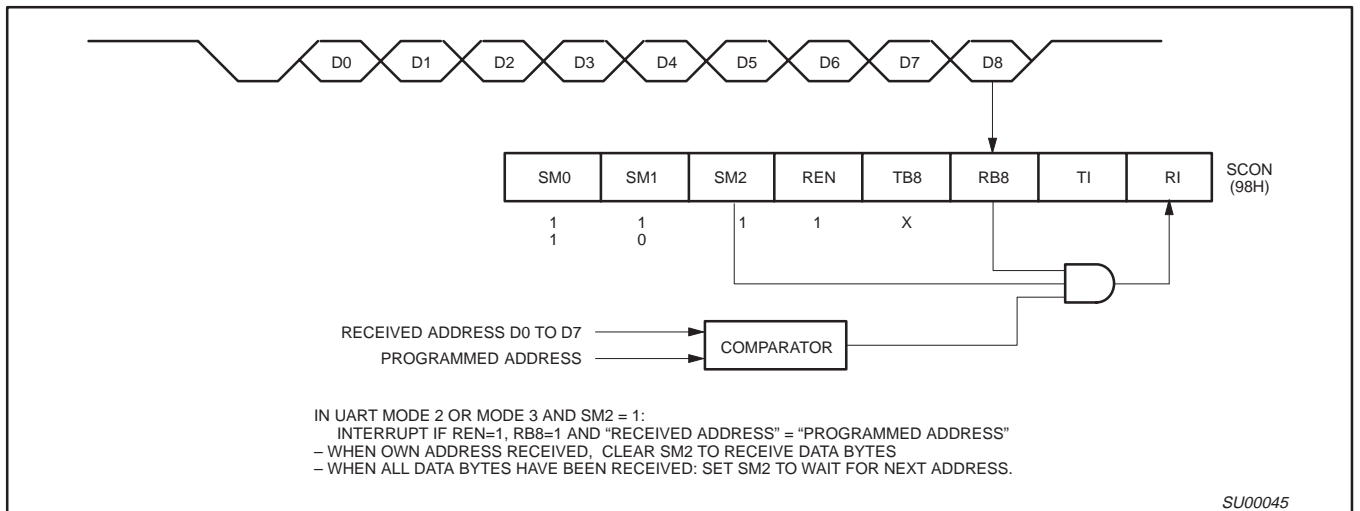 D0 D1 D2 D3 D4 D5 D6 D7 D8
SM0 SM1 SM2 REN TB8 RB8 TI RI
SCON
(98H)
1 1 1 1 X
1 0
RECEIVED ADDRESS D0 TO D7
PROGRAMMED ADDRESS
COMPARATOR
IN UART MODE 2 OR MODE 3 AND SM2 = 1:
INTERRUPT IF REN=1, RB8=1 AND “RECEIVED ADDRESS” = “PROGRAMMED ADDRESS”
– WHEN OWN ADDRESS RECEIVED, CLEAR SM2 TO RECEIVE DATA BYTES
– WHEN ALL DATA BYTES HAVE BEEN RECEIVED: SET SM2 TO WAIT FOR NEXT ADDRESS.
SU00045